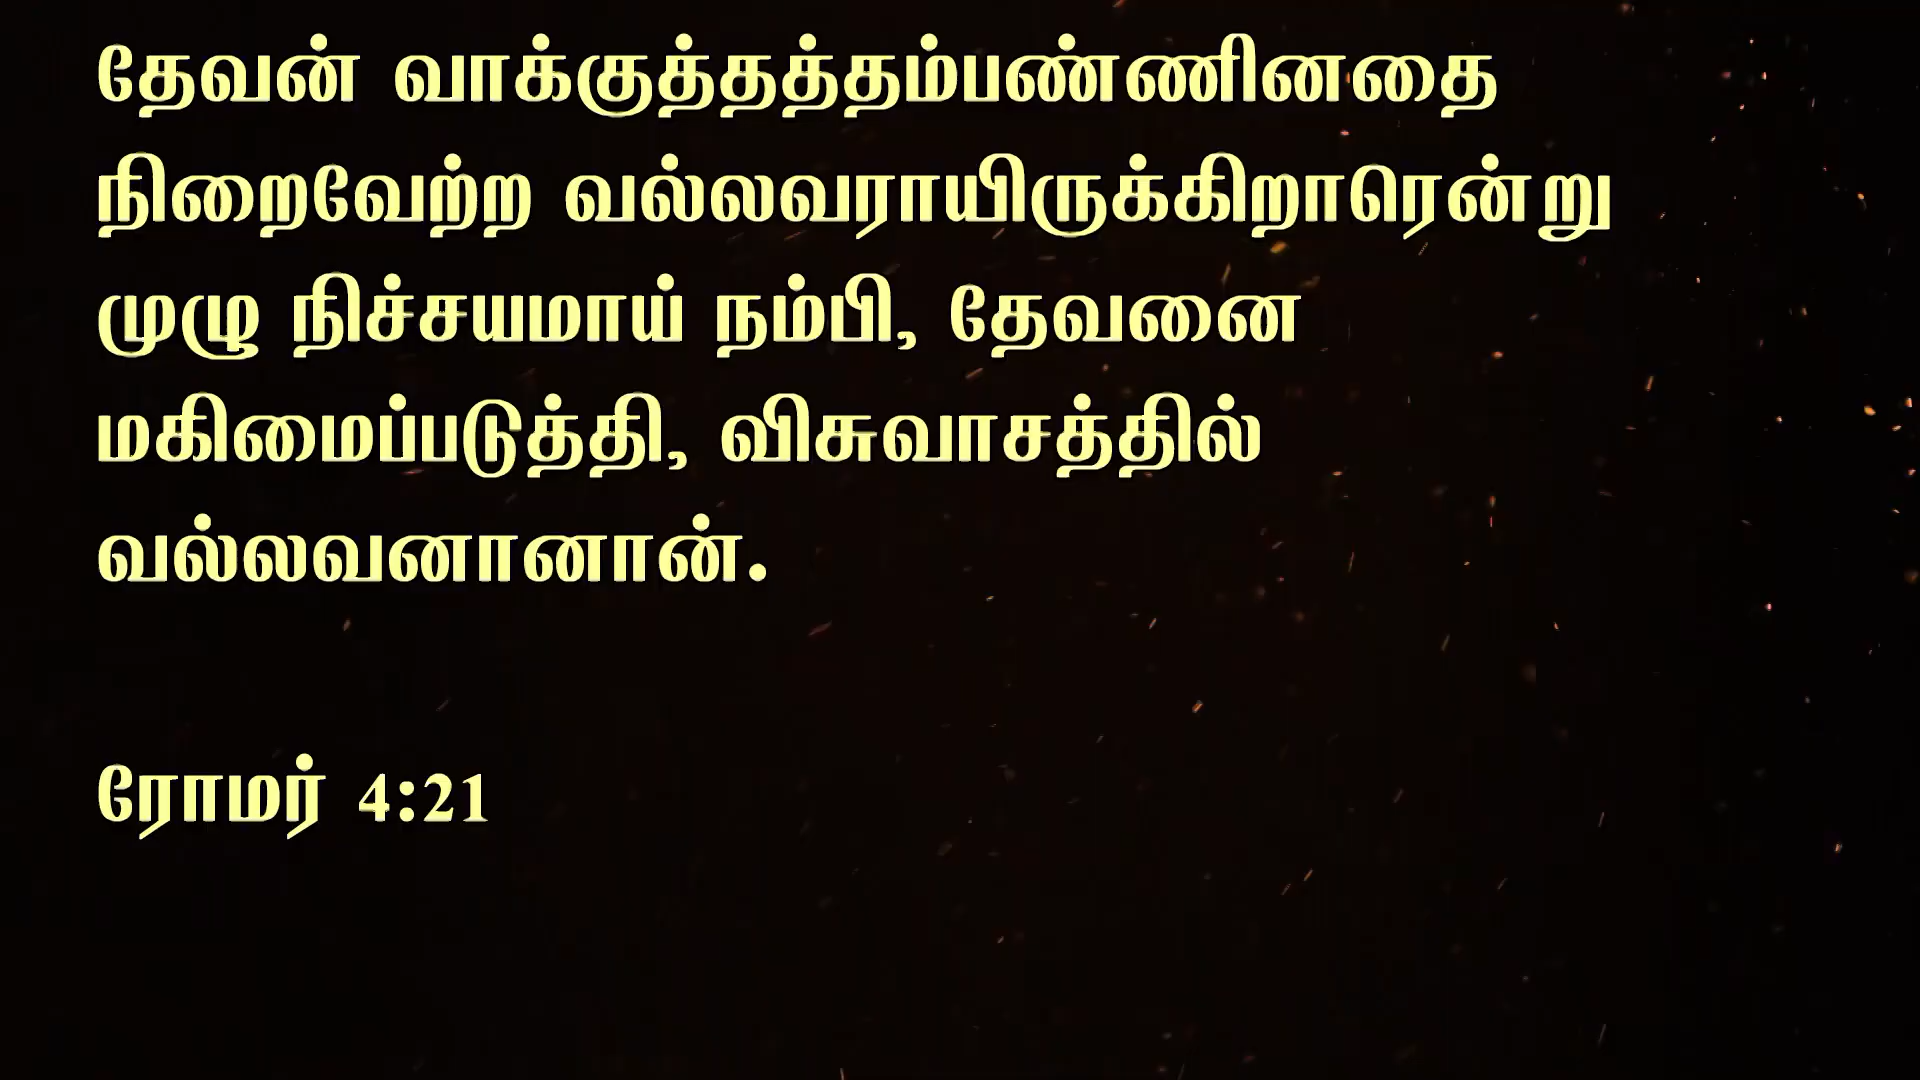 தேவன் வாக்குத்தத்தம்பண்ணினதை
நிறைவேற்ற வல்லவராயிருக்கிறாரென்று
முழு நிச்சயமாய் நம்பி, தேவனை
மகிமைப்படுத்தி, விசுவாசத்தில்
வல்லவனானான்.
ரோமர் 4:21